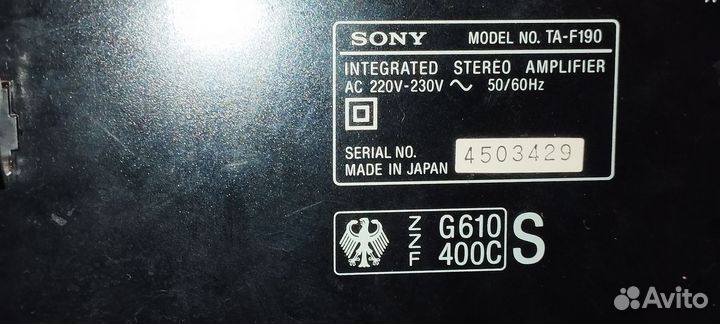 SONY MODEL NO. TA-F190
INTEGRATED STEREO AMPLIFIER
AC 220V-230V ~ 50/60Hz
SERIAL NO. 4503429
MADE IN JAPAN
ZZF G610 400C S
Avito